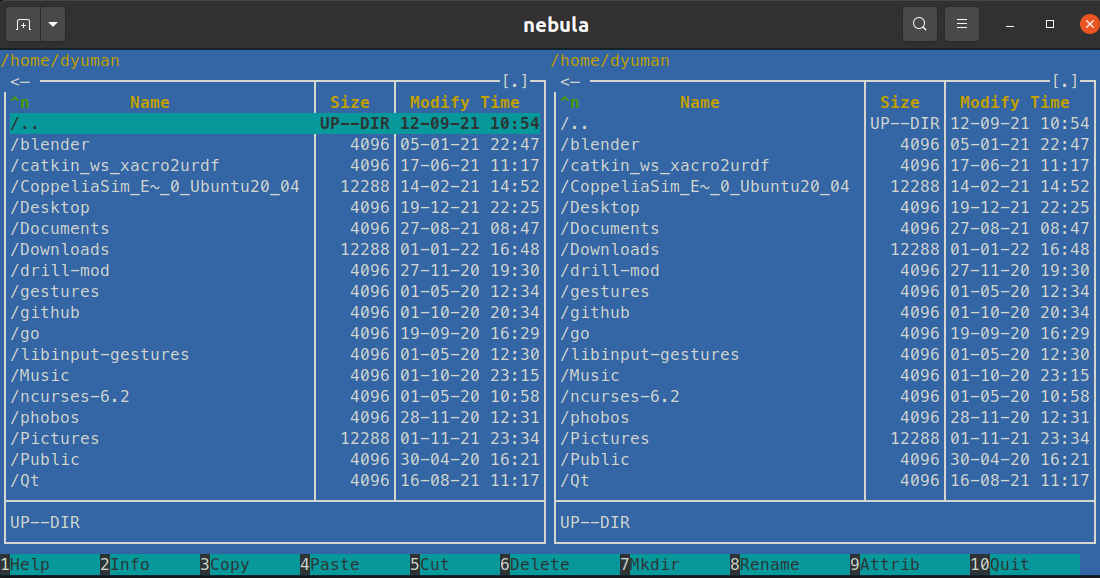 nebula
/home/dyuman /home/dyuman
<— [.] <— [.]
^n Name Size Modify Time ^n Name Size Modify Time
/.. UP--DIR 12-09-21 10:54 /.. UP--DIR 12-09-21 10:54
/blender 4096 05-01-21 22:47 /blender 4096 05-01-21 22:47
/catkin_ws_xacro2urdf 4096 17-06-21 11:17 /catkin_ws_xacro2urdf 4096 17-06-21 11:17
/CoppeliaSim_E~_0_Ubuntu20_04 12288 14-02-21 14:52 /CoppeliaSim_E~_0_Ubuntu20_04 12288 14-02-21 14:52
/Desktop 4096 19-12-21 22:25 /Desktop 4096 19-12-21 22:25
/Documents 4096 27-08-21 08:47 /Documents 4096 27-08-21 08:47
/Downloads 12288 01-01-22 16:48 /Downloads 12288 01-01-22 16:48
/drill-mod 4096 27-11-20 19:30 /drill-mod 4096 27-11-20 19:30
/gestures 4096 01-05-20 12:34 /gestures 4096 01-05-20 12:34
/github 4096 01-10-20 20:34 /github 4096 01-10-20 20:34
/go 4096 19-09-20 16:29 /go 4096 19-09-20 16:29
/libinput-gestures 4096 01-05-20 12:30 /libinput-gestures 4096 01-05-20 12:30
/Music 4096 01-10-20 23:15 /Music 4096 01-10-20 23:15
/ncurses-6.2 4096 01-05-20 10:58 /ncurses-6.2 4096 01-05-20 10:58
/phobos 4096 28-11-20 12:31 /phobos 4096 28-11-20 12:31
/Pictures 12288 01-11-21 23:34 /Pictures 12288 01-11-21 23:34
/Public 4096 30-04-20 16:21 /Public 4096 30-04-20 16:21
/Qt 4096 16-08-21 11:17 /Qt 4096 16-08-21 11:17
UP--DIR UP--DIR
1Help 2Info 3Copy 4Paste 5Cut 6Delete 7Mkdir 8Rename 9Attrib 10Quit